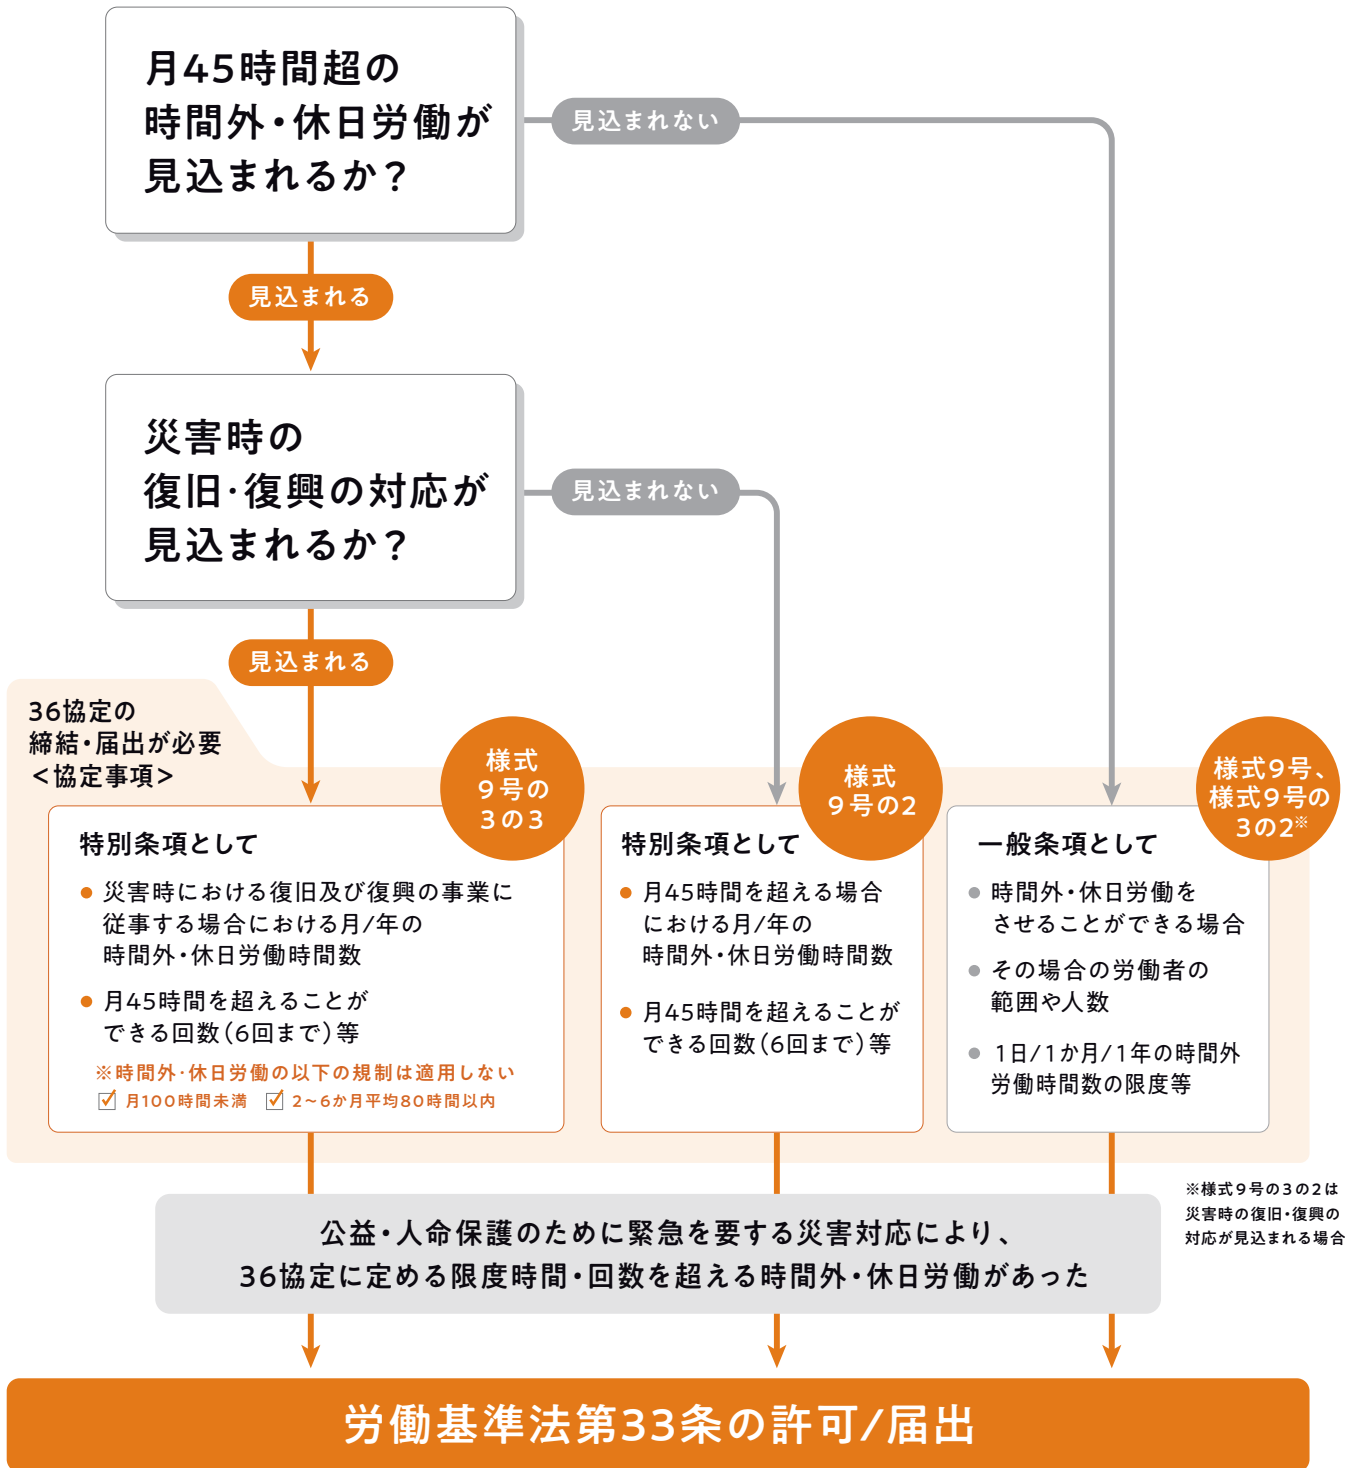 月45時間超の
時間外・休日労働が
見込まれるか？
見込まれない
見込まれる
災害時の
復旧・復興の対応が
見込まれるか？
見込まれない
見込まれる
36協定の
締結・届出が必要
＜協定事項＞
様式
9号の
3の3
特別条項として
● 災害時における復旧及び復興の事業に
従事する場合における月/年の
時間外・休日労働時間数
● 月45時間を超えることが
できる回数（6回まで）等
※時間外・休日労働の以下の規制は適用しない
☑ 月100時間未満 ☑ 2～6か月平均80時間以内
様式
9号の2
特別条項として
● 月45時間を超える場合
における月/年の
時間外・休日労働時間数
● 月45時間を超えることが
できる回数（6回まで）等
様式9号、
様式9号の
3の2※
一般条項として
● 時間外・休日労働を
させることができる場合
● その場合の労働者の
範囲や人数
● 1日/1か月/1年の時間外
労働時間数の限度等
※様式9号の3の2は
災害時の復旧・復興の
対応が見込まれる場合
公益・人命保護のために緊急を要する災害対応により、
36協定に定める限度時間・回数を超える時間外・休日労働があった
労働基準法第33条の許可/届出